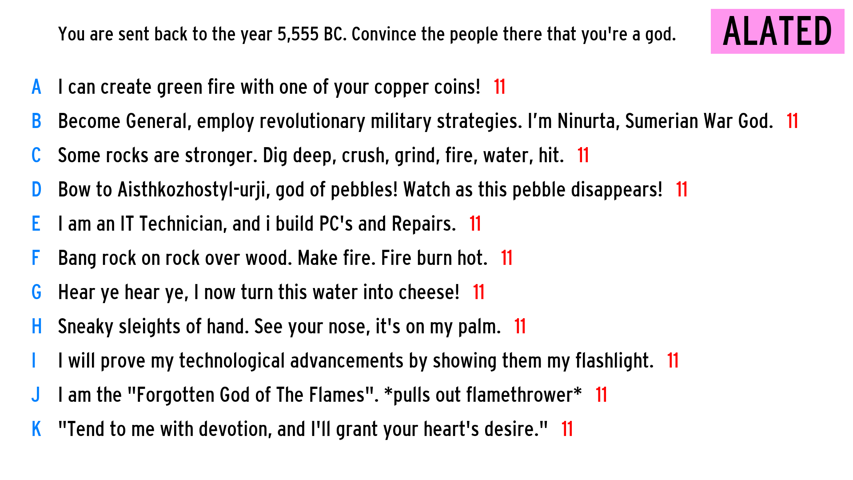 You are sent back to the year 5,555 BC. Convince the people there that you're a god.
ALATED
A I can create green fire with one of your copper coins! 11
B Become General, employ revolutionary military strategies. I’m Ninurta, Sumerian War God. 11
C Some rocks are stronger. Dig deep, crush, grind, fire, water, hit. 11
D Bow to Aisthkozhostyl-urji, god of pebbles! Watch as this pebble disappears! 11
E I am an IT Technician, and i build PC's and Repairs. 11
F Bang rock on rock over wood. Make fire. Fire burn hot. 11
G Hear ye hear ye, I now turn this water into cheese! 11
H Sneaky sleights of hand. See your nose, it's on my palm. 11
I I will prove my technological advancements by showing them my flashlight. 11
J I am the "Forgotten God of The Flames". *pulls out flamethrower* 11
K "Tend to me with devotion, and I'll grant your heart's desire." 11